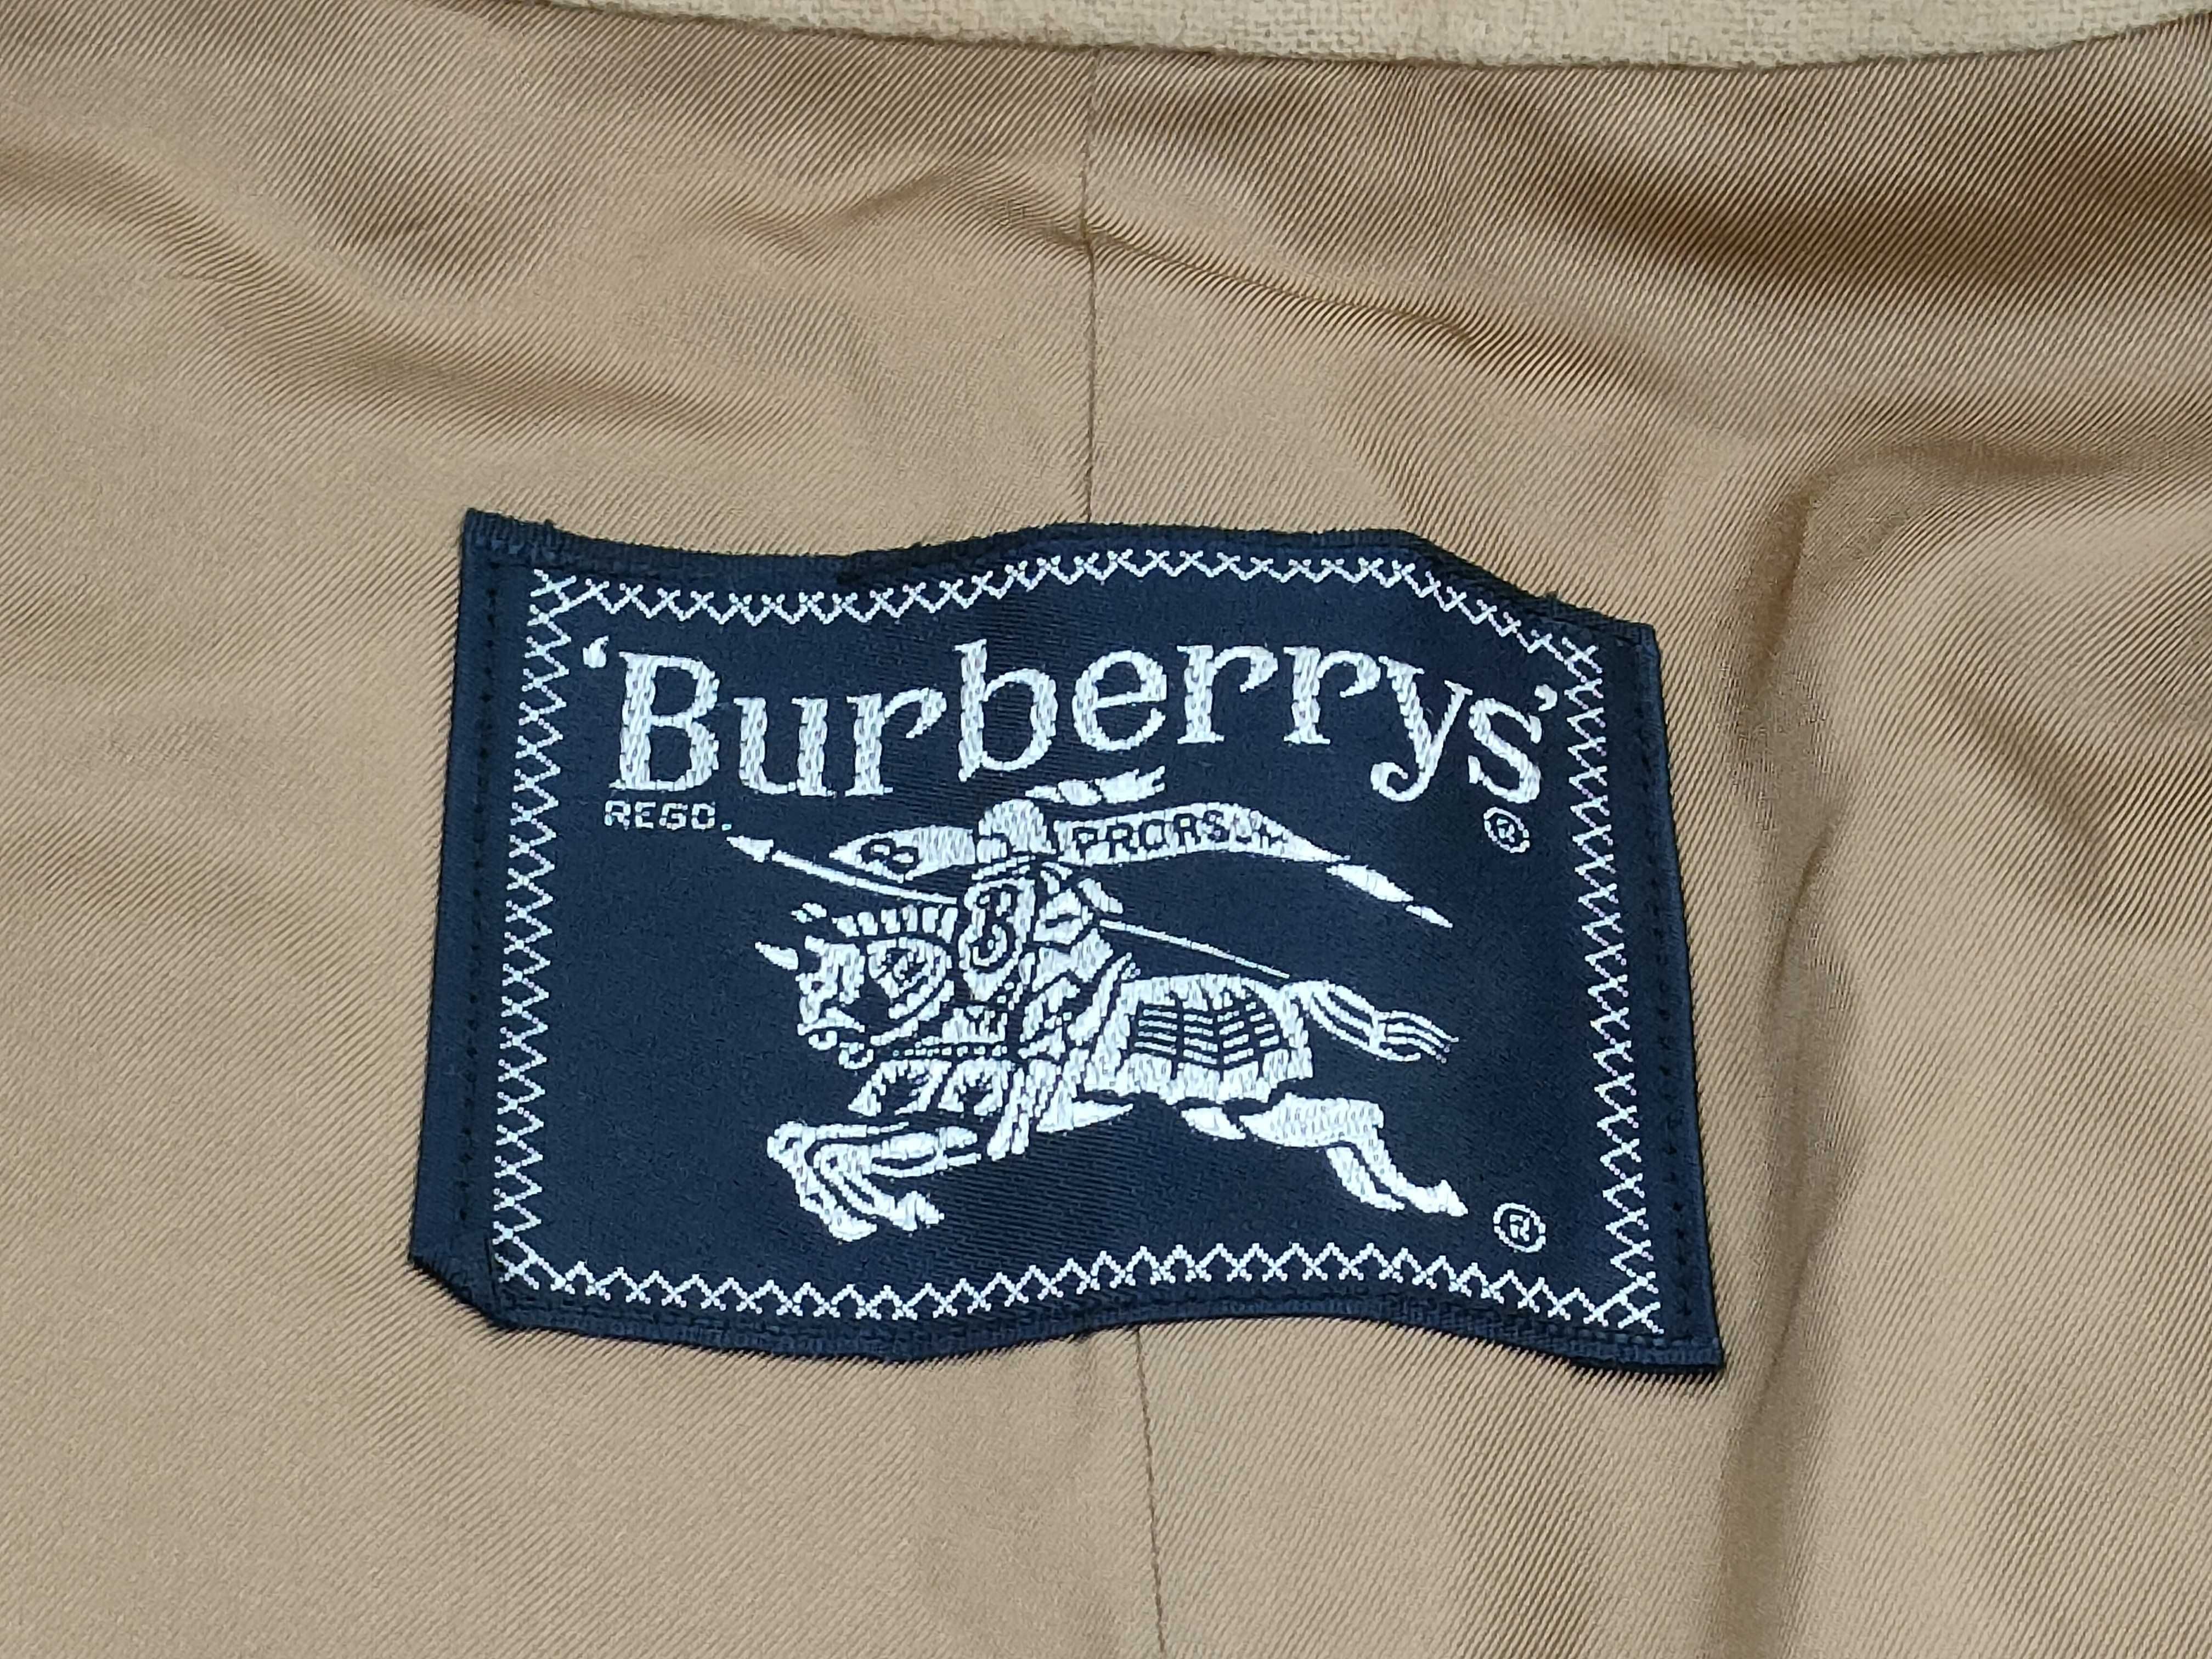 ‘Burberrys’
REGD. ®
PRORSUM
B
®